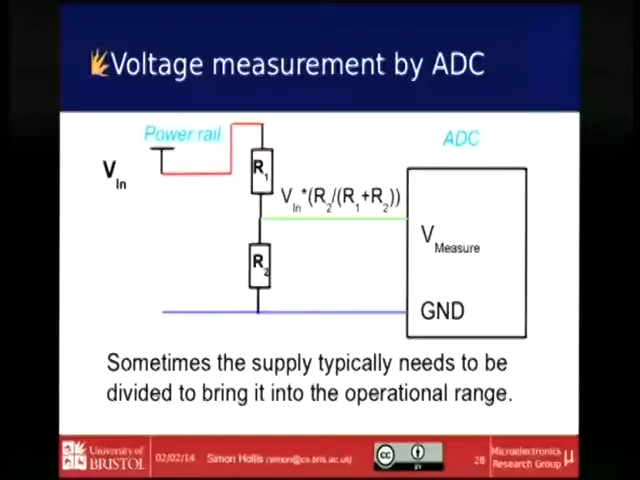 Voltage measurement by ADC
Power rail
ADC
V In
R1
V In*(R2/(R1+R2))
V Measure
R2
GND
Sometimes the supply typically needs to be
divided to bring it into the operational range.
University of
BRISTOL
02/02/14
Simon Hollis (simon@cs.bris.ac.uk)
cc
BY
28
Microelectronics
Research Group
μ